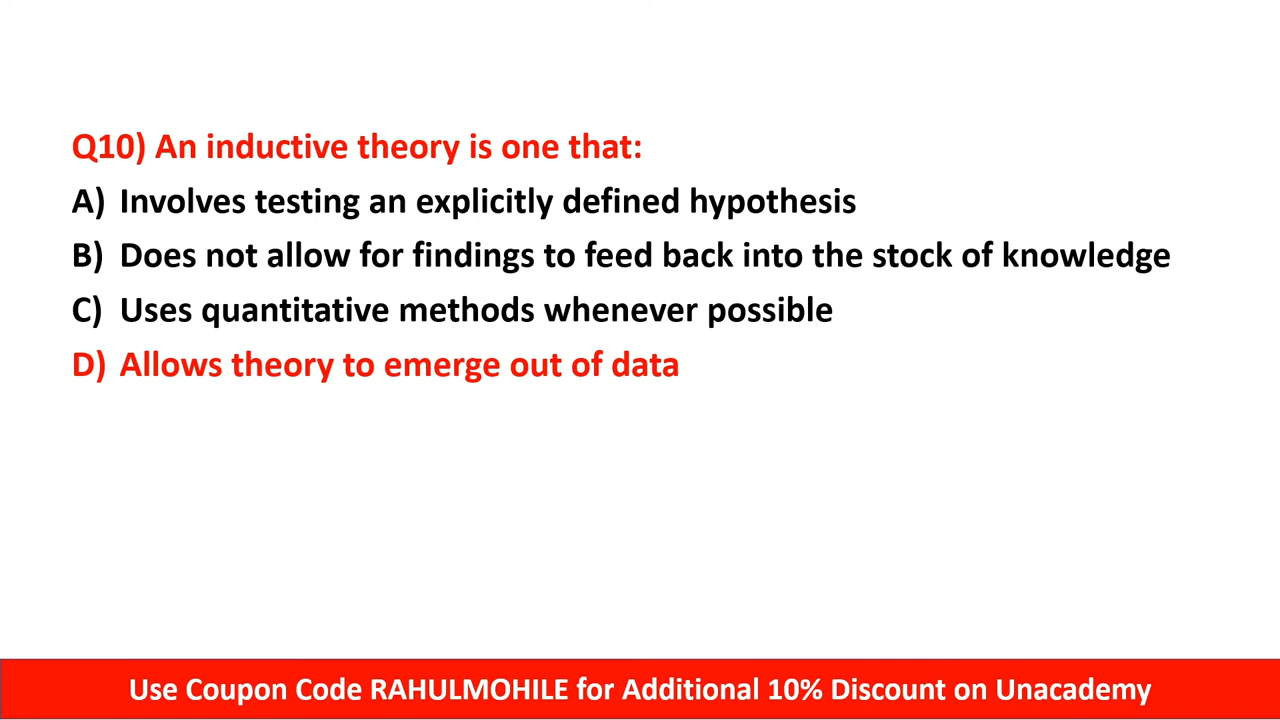 Q10) An inductive theory is one that:
A) Involves testing an explicitly defined hypothesis
B) Does not allow for findings to feed back into the stock of knowledge
C) Uses quantitative methods whenever possible
D) Allows theory to emerge out of data
Use Coupon Code RAHULMOHILE for Additional 10% Discount on Unacademy